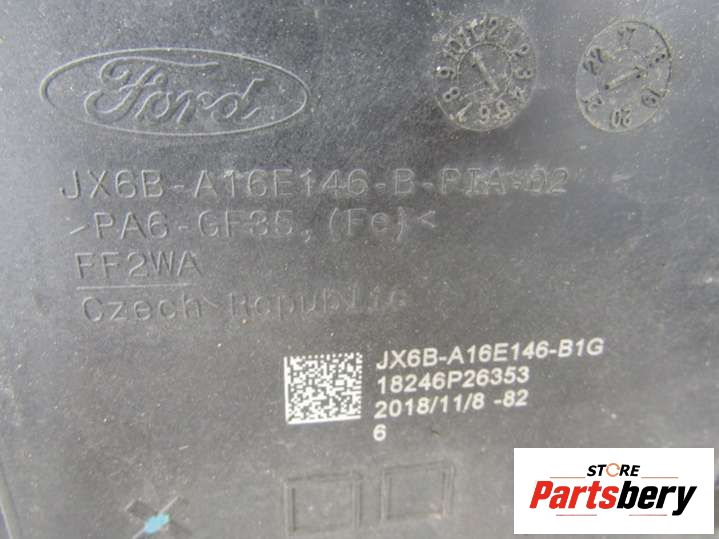 Ford
JX6B-A16E146-B-PIA-02
>PA6-GF35,(Fe)<
FF2WA
Czech Republic
JX6B-A16E146-B1G
18246P26353
2018/11/8 -82
6
STORE
Partsbery